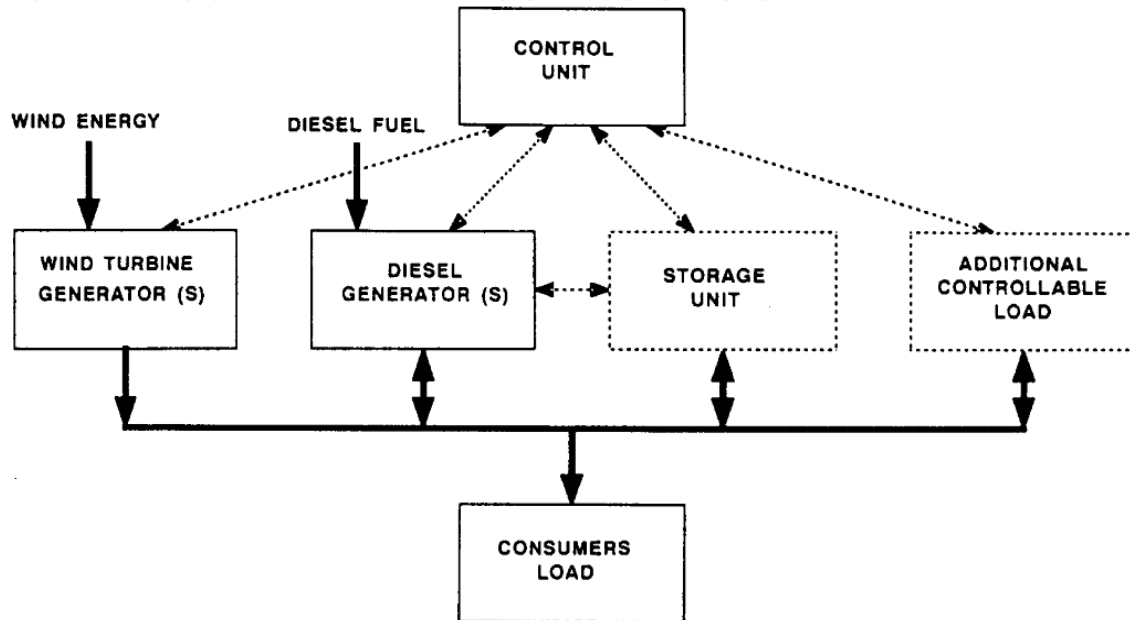 CONTROL
UNIT
WIND ENERGY
DIESEL FUEL
WIND TURBINE
GENERATOR (S)
DIESEL
GENERATOR (S)
STORAGE
UNIT
ADDITIONAL
CONTROLLABLE
LOAD
CONSUMERS
LOAD